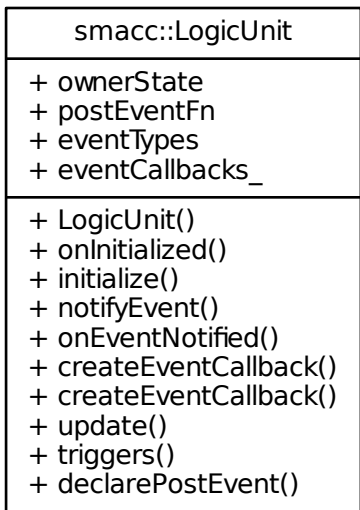 smacc::LogicUnit
+ ownerState
+ postEventFn
+ eventTypes
+ eventCallbacks_
+ LogicUnit()
+ onInitialized()
+ initialize()
+ notifyEvent()
+ onEventNotified()
+ createEventCallback()
+ createEventCallback()
+ update()
+ triggers()
+ declarePostEvent()